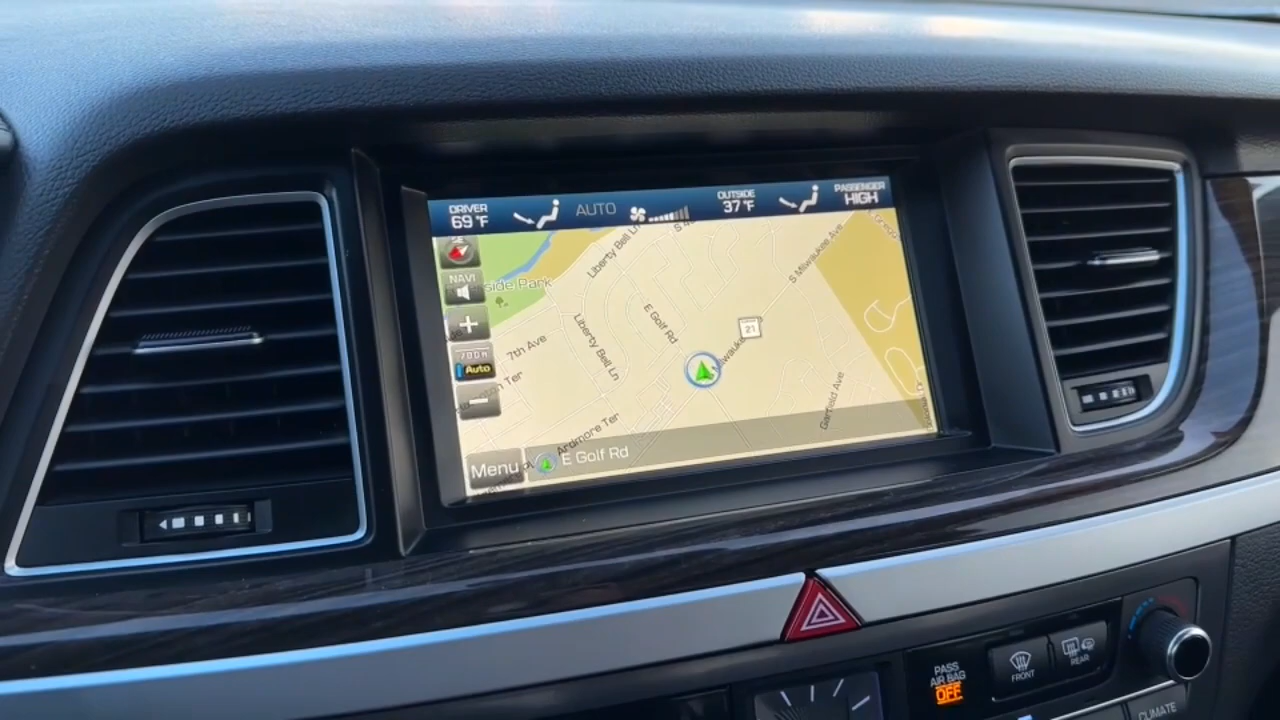 DRIVER
69°F
AUTO
OUTSIDE
37°F
PASSENGER
HIGH
NAVI
side Park
Liberty Bell Ln
S Milwaukee Ave
E Golf Rd
21
+
700ft
Auto
7th Ave
Liberty Bell Ln
Milwauk
Ter
Garfield Ave
Ardmore Ter
Menu
E Golf Rd
PASS
AIR BAG
OFF
FRONT
REAR
CLIMATE